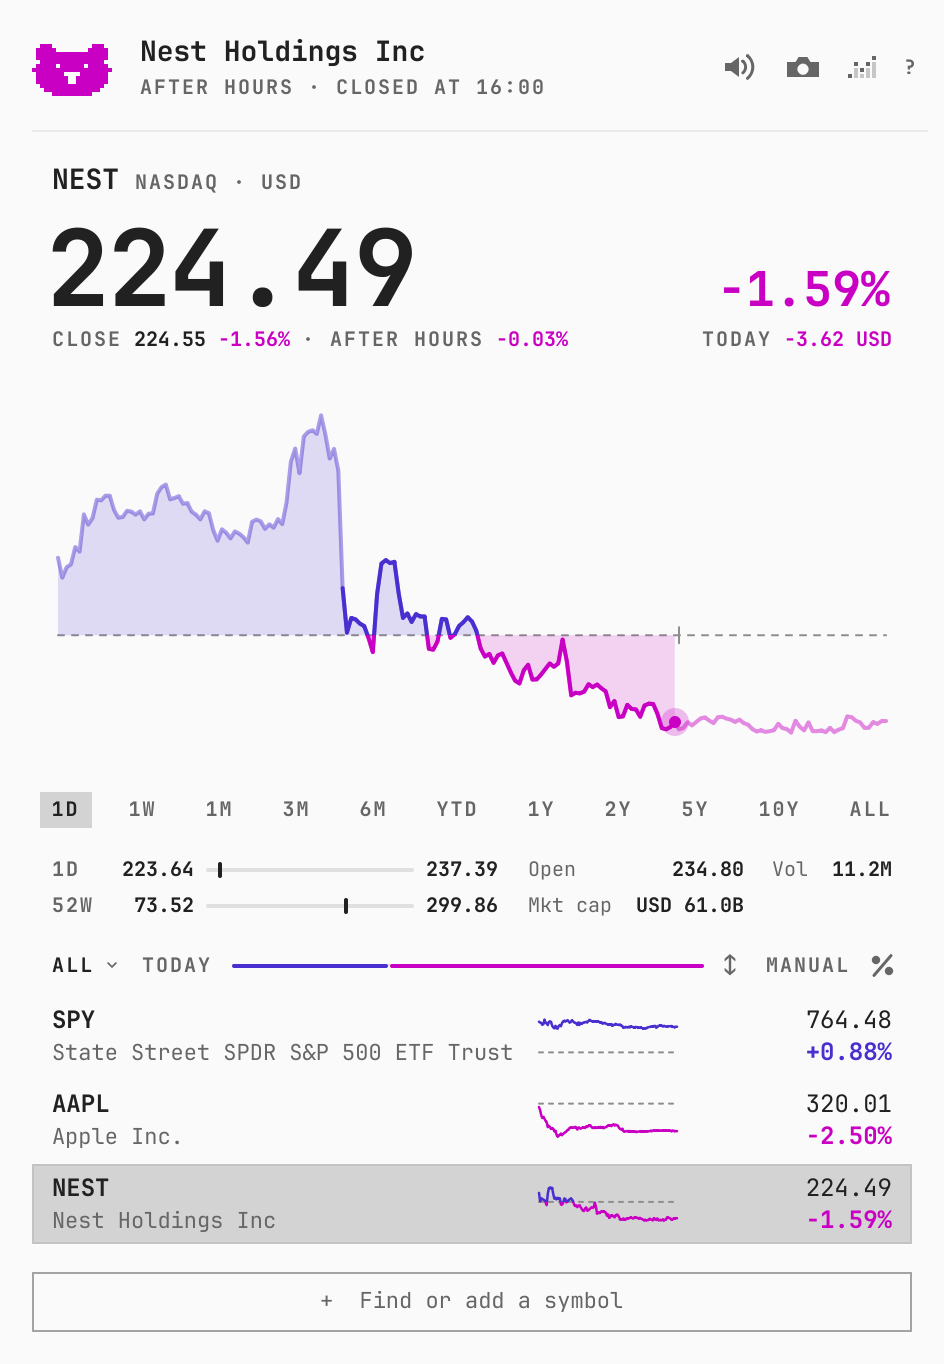 Nest Holdings Inc
AFTER HOURS · CLOSED AT 16:00
?
NEST NASDAQ · USD
224.49
-1.59%
CLOSE 224.55 -1.56% · AFTER HOURS -0.03%
TODAY -3.62 USD
1D 1W 1M 3M 6M YTD 1Y 2Y 5Y 10Y ALL
1D 223.64 237.39 Open 234.80 Vol 11.2M
52W 73.52 299.86 Mkt cap USD 61.0B
ALL TODAY MANUAL %
SPY 764.48
State Street SPDR S&P 500 ETF Trust +0.88%
AAPL 320.01
Apple Inc. -2.50%
NEST 224.49
Nest Holdings Inc -1.59%
+ Find or add a symbol